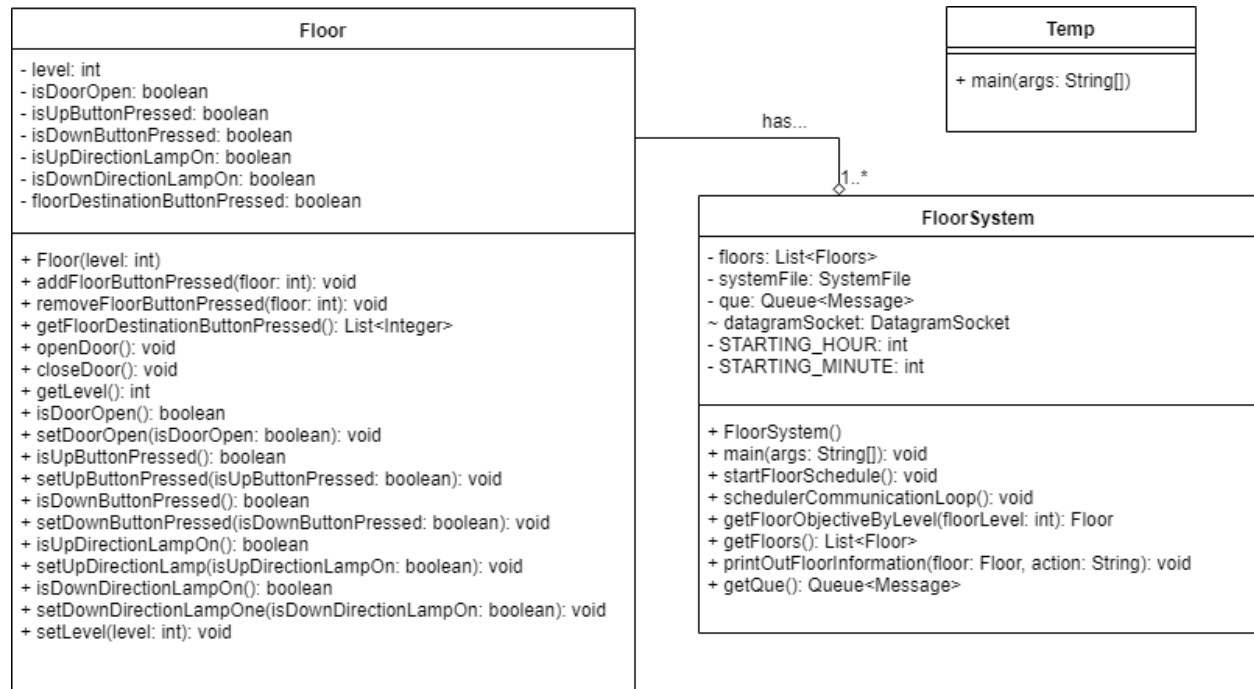 Floor
- level: int
- isDoorOpen: boolean
- isUpButtonPressed: boolean
- isDownButtonPressed: boolean
- isUpDirectionLampOn: boolean
- isDownDirectionLampOn: boolean
- floorDestinationButtonPressed: boolean
+ Floor(level: int)
+ addFloorButtonPressed(floor: int): void
+ removeFloorButtonPressed(floor: int): void
+ getFloorDestinationButtonPressed(): List<Integer>
+ openDoor(): void
+ closeDoor(): void
+ getLevel(): int
+ isDoorOpen(): boolean
+ setDoorOpen(isDoorOpen: boolean): void
+ isUpButtonPressed(): boolean
+ setUpButtonPressed(isUpButtonPressed: boolean): void
+ isDownButtonPressed(): boolean
+ setDownButtonPressed(isDownButtonPressed: boolean): void
+ isUpDirectionLampOn(): boolean
+ setUpDirectionLamp(isUpDirectionLampOn: boolean): void
+ isDownDirectionLampOn(): boolean
+ setDownDirectionLampOne(isDownDirectionLampOn: boolean): void
+ setLevel(level: int): void
has...
1..*
Temp
+ main(args: String[])
FloorSystem
- floors: List<Floors>
- systemFile: SystemFile
- que: Queue<Message>
~ datagramSocket: DatagramSocket
- STARTING_HOUR: int
- STARTING_MINUTE: int
+ FloorSystem()
+ main(args: String[]): void
+ startFloorSchedule(): void
+ schedulerCommunicationLoop(): void
+ getFloorObjectiveByLevel(floorLevel: int): Floor
+ getFloors(): List<Floor>
+ printOutFloorInformation(floor: Floor, action: String): void
+ getQue(): Queue<Message>